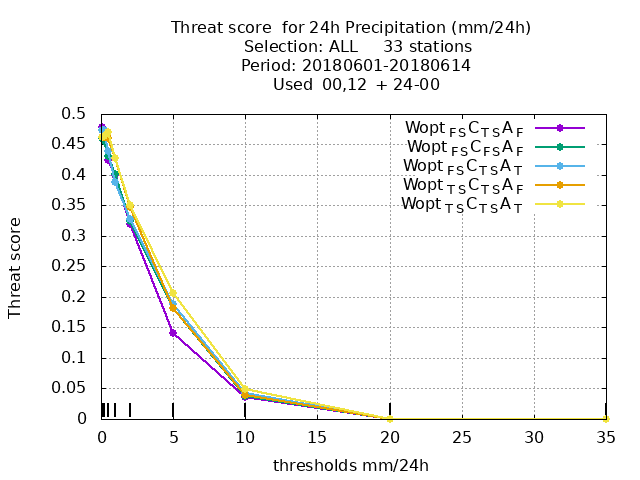 Threat score  for 24h Precipitation (mm/24h)
Selection: ALL     33 stations
Period: 20180601-20180614
Used  00,12  + 24-00
Wopt FS C TS A F
Wopt FS C FS A F
Wopt FS C TS A T
Wopt TS C TS A F
Wopt TS C TS A T
0.5
0.45
0.4
0.35
0.3
0.25
0.2
0.15
0.1
0.05
0
Threat score
0 5 10 15 20 25 30 35
thresholds mm/24h